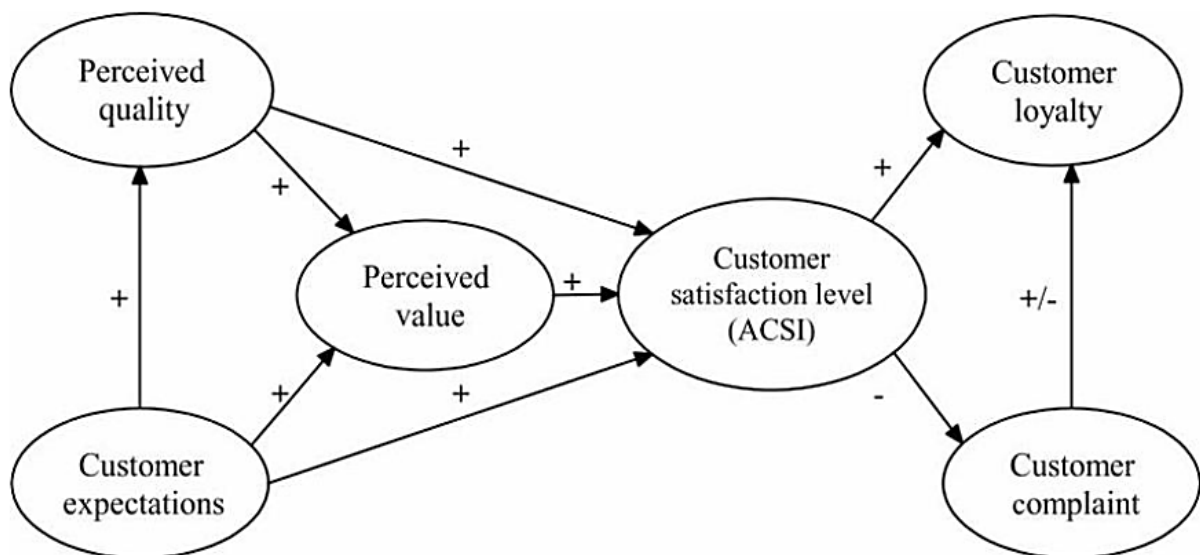 Perceived
quality
Customer
loyalty
+
+
+
Perceived
value
+
Customer
satisfaction level
(ACSI)
+
+/-
+
+
-
Customer
expectations
Customer
complaint